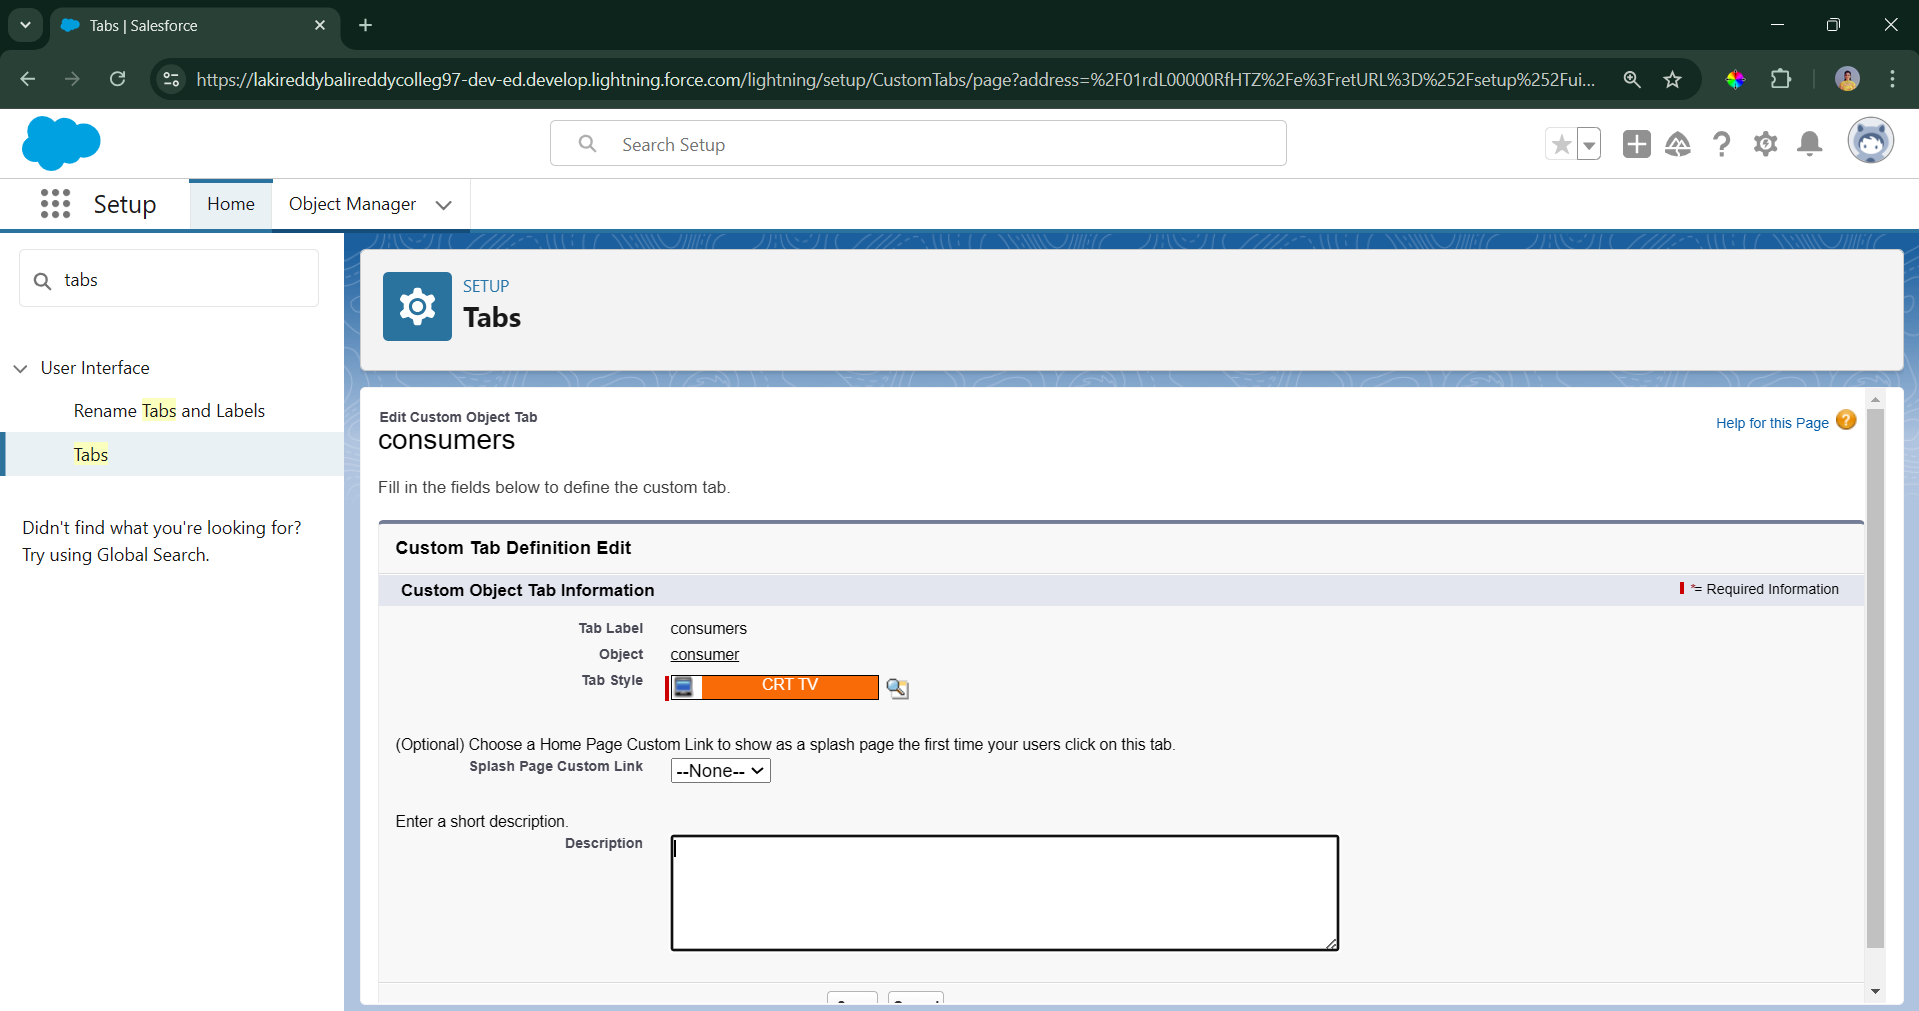 Tabs | Salesforce
https://lakireddybalireddycolleg97-dev-ed.develop.lightning.force.com/lightning/setup/CustomTabs/page?address=%2F01rdL00000RfHTZ%2Fe%3FretURL%3D%252Fsetup%252Fui...
Search Setup
Setup
Home
Object Manager
tabs
User Interface
Rename Tabs and Labels
Tabs
Didn't find what you're looking for?
Try using Global Search.
SETUP
Tabs
Edit Custom Object Tab
consumers
Help for this Page
Fill in the fields below to define the custom tab.
Custom Tab Definition Edit
Custom Object Tab Information
*= Required Information
Tab Label consumers
Object consumer
Tab Style CRT TV
(Optional) Choose a Home Page Custom Link to show as a splash page the first time your users click on this tab.
Splash Page Custom Link --None--
Enter a short description.
Description